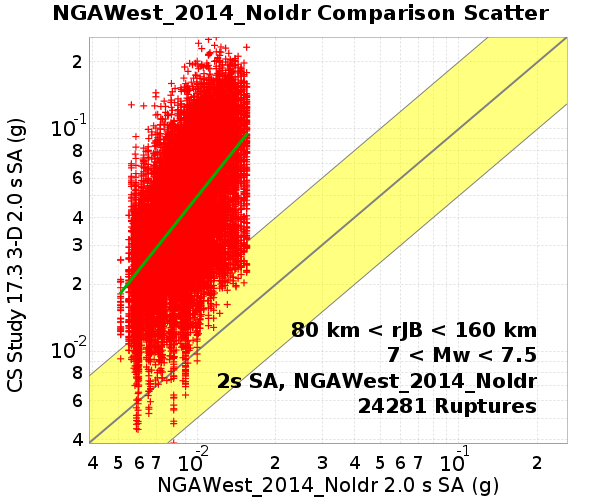 NGAWest_2014_NoIdr Comparison Scatter
CS Study 17.3 3-D 2.0 s SA (g)
2
10-1
8
6
4
3
2
10-2
8
6
4
80 km < rJB < 160 km
7 < Mw < 7.5
2s SA, NGAWest_2014_NoIdr
24281 Ruptures
4 5 6 7 10-2 2 3 4 5 6 7 10-1 2
NGAWest_2014_NoIdr 2.0 s SA (g)